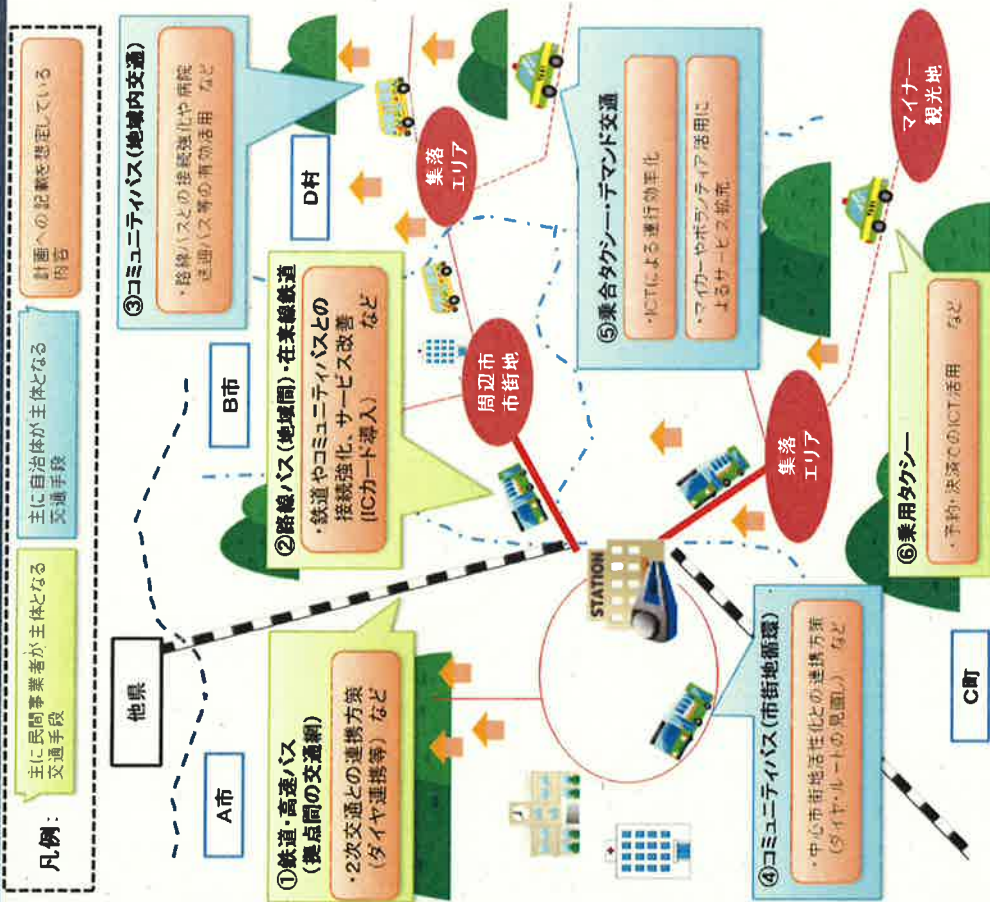 凡例：
主に民間事業者が主体となる
交通手段
主に自治体が主体となる
交通手段
計画への記載を想定している
内容
他県
A市
B市
D村
C町
①鉄道・高速バス
(拠点間の交通網)
・2次交通との連携方策
(ダイヤ連携等) など
②路線バス(地域間)・在来線鉄道
・鉄道やコミュニティバスとの
接続強化、サービス改善
(ICカード導入) など
③コミュニティバス(地域内交通)
・路線バスとの接続強化や病院
送迎バス等の有効活用 など
④コミュニティバス(市街地循環)
・中心市街地活性化との連携方策
(ダイヤ・ルートの見直し) など
⑤乗合タクシー・デマンド交通
・ICTによる運行効率化
・マイカーやボランティア活用に
よるサービス拡充
⑥乗用タクシー
・予約・決済でのICT活用 など
STATION
周辺市
市街地
集落
エリア
集落
エリア
マイナー
観光地